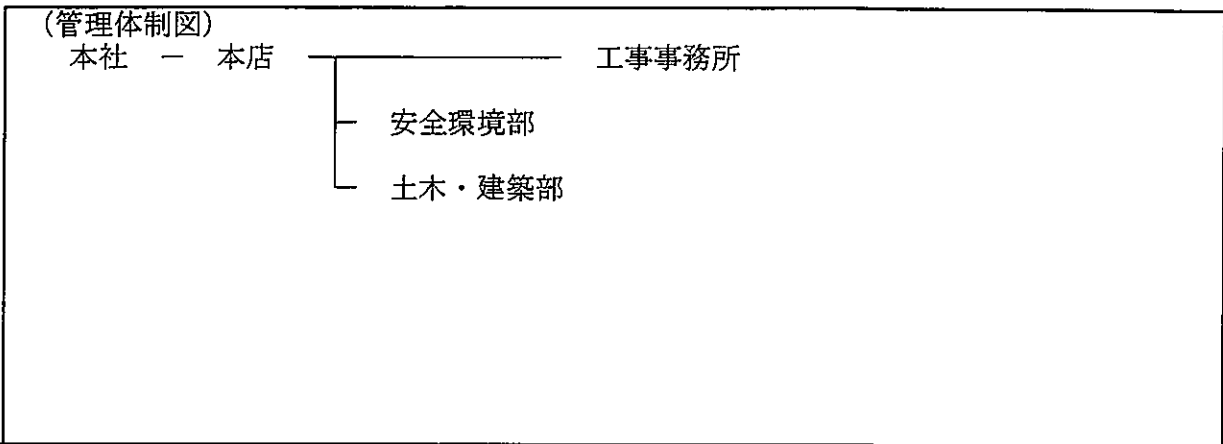 (管理体制図)
本社 － 本店 工事事務所
安全環境部
土木・建築部